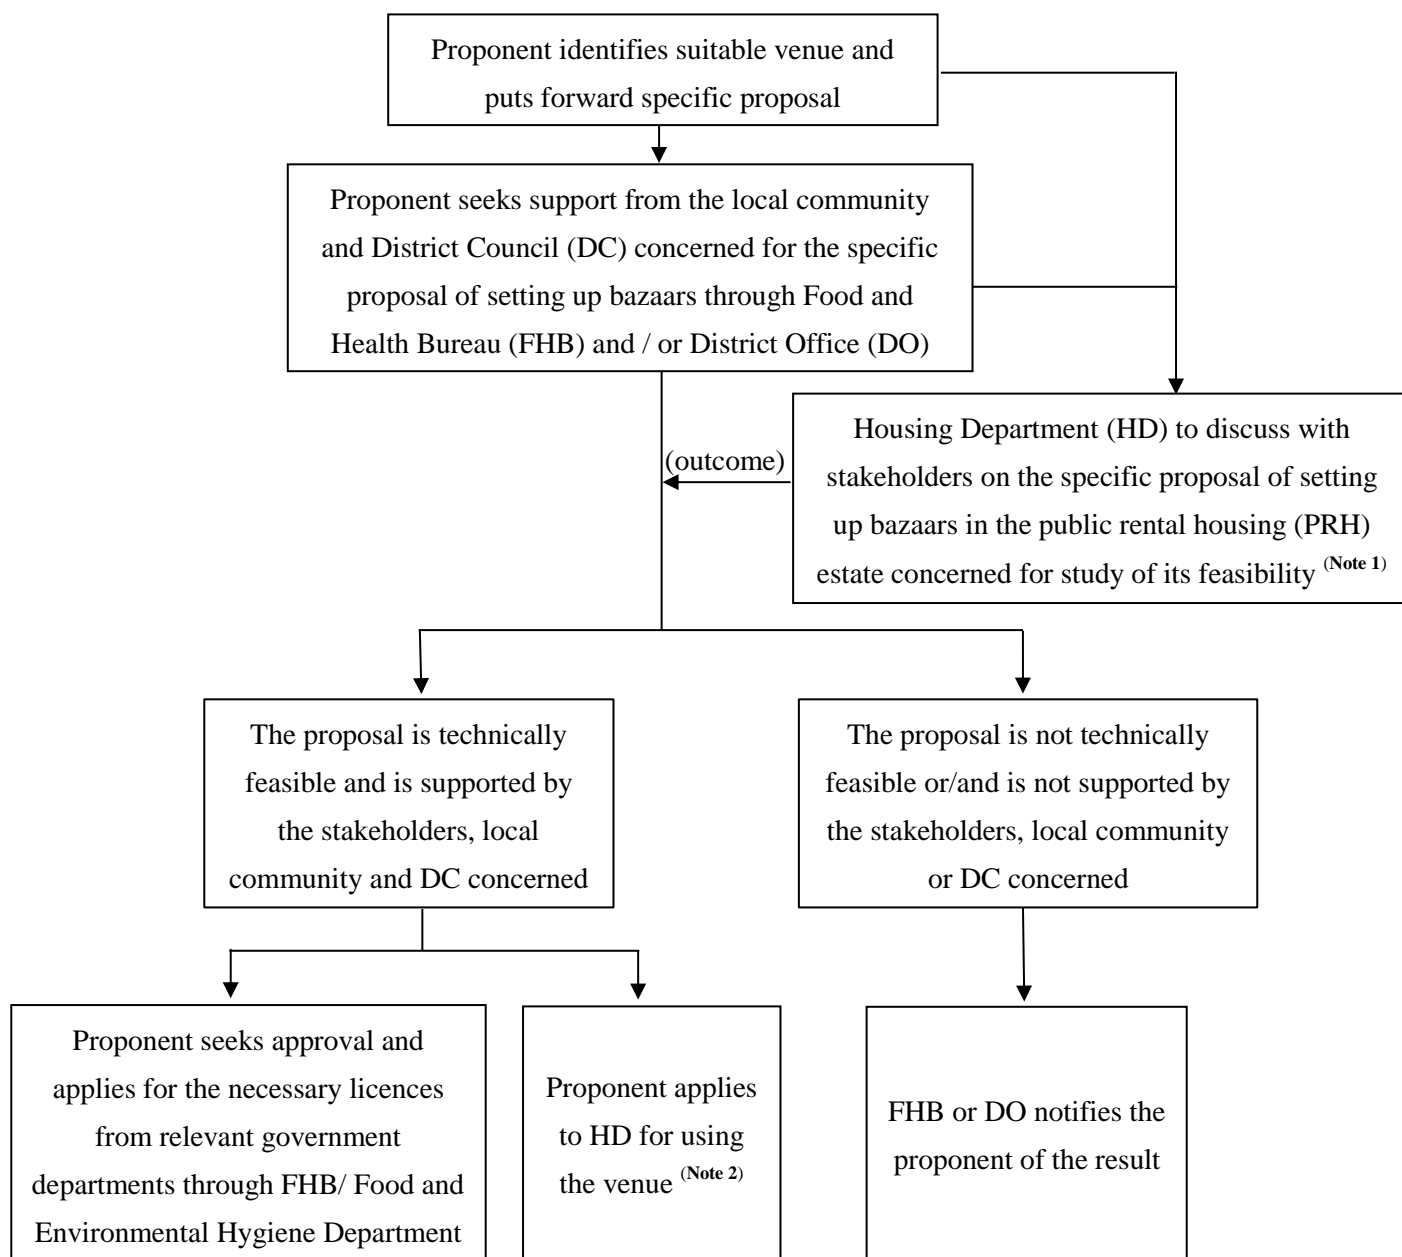 Proponent identifies suitable venue and
puts forward specific proposal
Proponent seeks support from the local community
and District Council (DC) concerned for the specific
proposal of setting up bazaars through Food and
Health Bureau (FHB) and / or District Office (DO)
(outcome)
Housing Department (HD) to discuss with
stakeholders on the specific proposal of setting
up bazaars in the public rental housing (PRH)
estate concerned for study of its feasibility (Note 1)
The proposal is technically
feasible and is supported by
the stakeholders, local
community and DC concerned
The proposal is not technically
feasible or/and is not supported by
the stakeholders, local community
or DC concerned
Proponent seeks approval and
applies for the necessary licences
from relevant government
departments through FHB/ Food and
Environmental Hygiene Department
Proponent applies
to HD for using
the venue (Note 2)
FHB or DO notifies the
proponent of the result